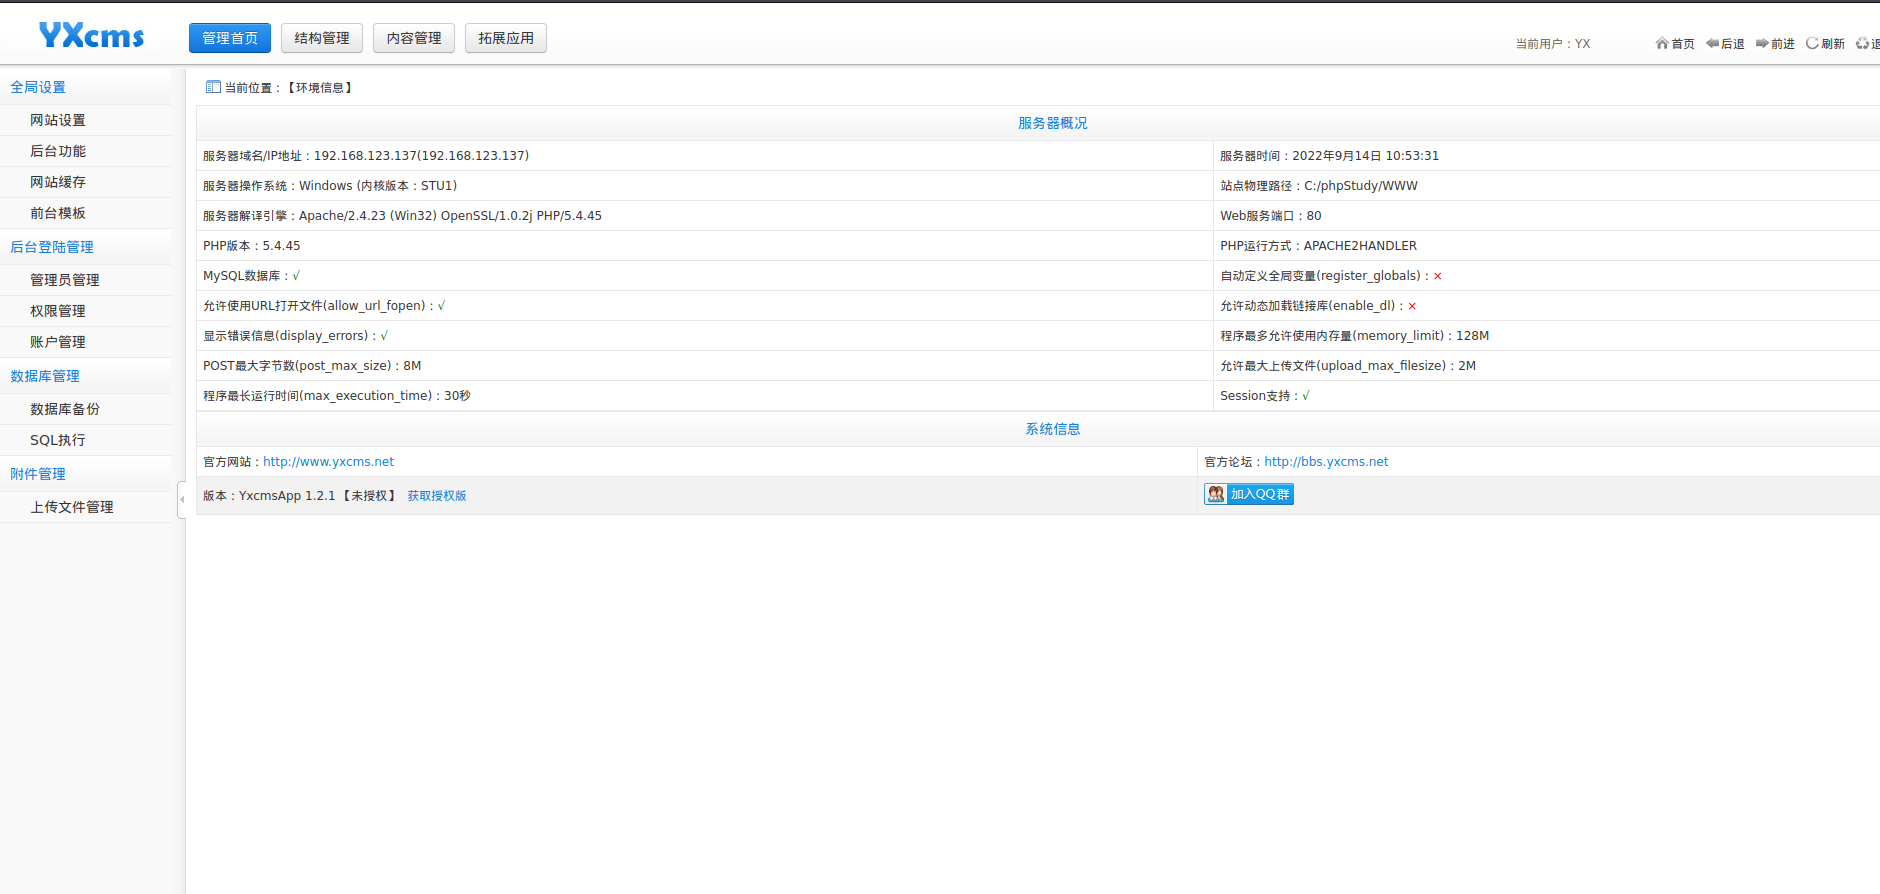 YXcms
管理首页 结构管理 内容管理 拓展应用
当前用户：YX 首页 后退 前进 刷新
全局设置
网站设置
后台功能
网站缓存
前台模板
后台登陆管理
管理员管理
权限管理
账户管理
数据库管理
数据库备份
SQL执行
附件管理
上传文件管理
当前位置：【环境信息】
服务器概况
服务器域名/IP地址：192.168.123.137(192.168.123.137) 服务器时间：2022年9月14日 10:53:31
服务器操作系统：Windows (内核版本：STU1) 站点物理路径：C:/phpStudy/WWW
服务器解译引擎：Apache/2.4.23 (Win32) OpenSSL/1.0.2j PHP/5.4.45 Web服务端口：80
PHP版本：5.4.45 PHP运行方式：APACHE2HANDLER
MySQL数据库：√ 自动定义全局变量(register_globals)：×
允许使用URL打开文件(allow_url_fopen)：√ 允许动态加载链接库(enable_dl)：×
显示错误信息(display_errors)：√ 程序最多允许使用内存量(memory_limit)：128M
POST最大字节数(post_max_size)：8M 允许最大上传文件(upload_max_filesize)：2M
程序最长运行时间(max_execution_time)：30秒 Session支持：√
系统信息
官方网站：http://www.yxcms.net 官方论坛：http://bbs.yxcms.net
版本：YxcmsApp 1.2.1 【未授权】 获取授权版 加入QQ群